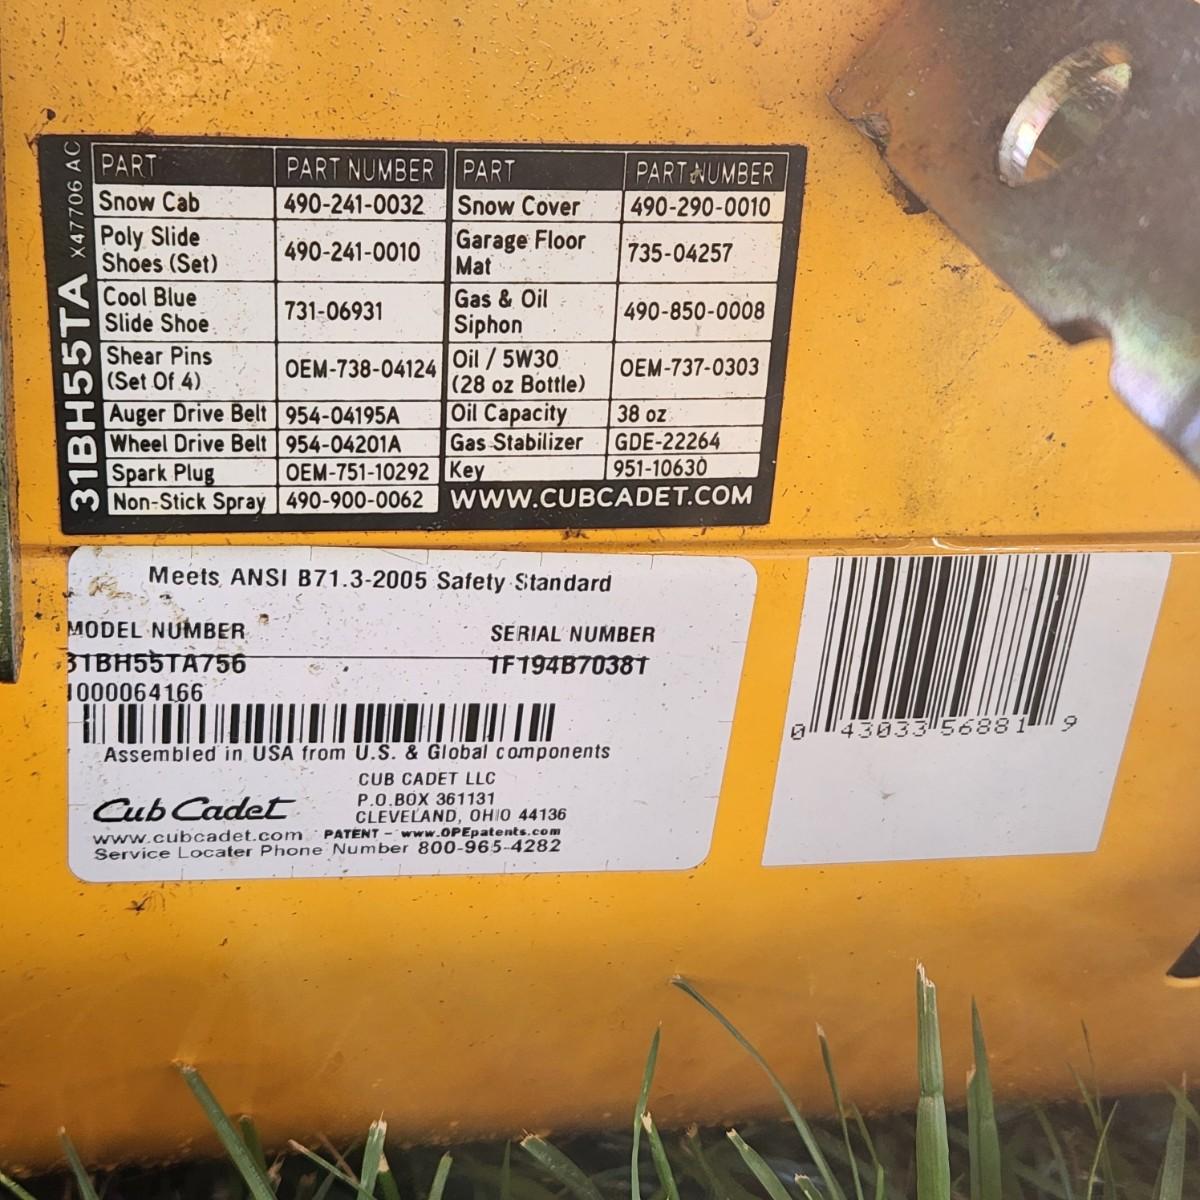 31BH55TA X47706 AC
PART PART NUMBER PART PART NUMBER
Snow Cab 490-241-0032 Snow Cover 490-290-0010
Poly Slide Shoes (Set) 490-241-0010 Garage Floor Mat 735-04257
Cool Blue Slide Shoe 731-06931 Gas & Oil Siphon 490-850-0008
Shear Pins (Set Of 4) OEM-738-04124 Oil / 5W30 (28 oz Bottle) OEM-737-0303
Auger Drive Belt 954-04195A Oil Capacity 38 oz
Wheel Drive Belt 954-04201A Gas Stabilizer GDE-22264
Spark Plug OEM-751-10292 Key 951-10630
Non-Stick Spray 490-900-0062 WWW.CUBCADET.COM
Meets ANSI B71.3-2005 Safety Standard
MODEL NUMBER SERIAL NUMBER
31BH55TA756 1F194B70381
1000064166
Assembled in USA from U.S. & Global components
CUB CADET LLC
Cub Cadet P.O.BOX 361131
CLEVELAND, OHIO 44136
www.cubcadet.com PATENT - www.OPEpatents.com
Service Locater Phone Number 800-965-4282
0 43033 56881 9